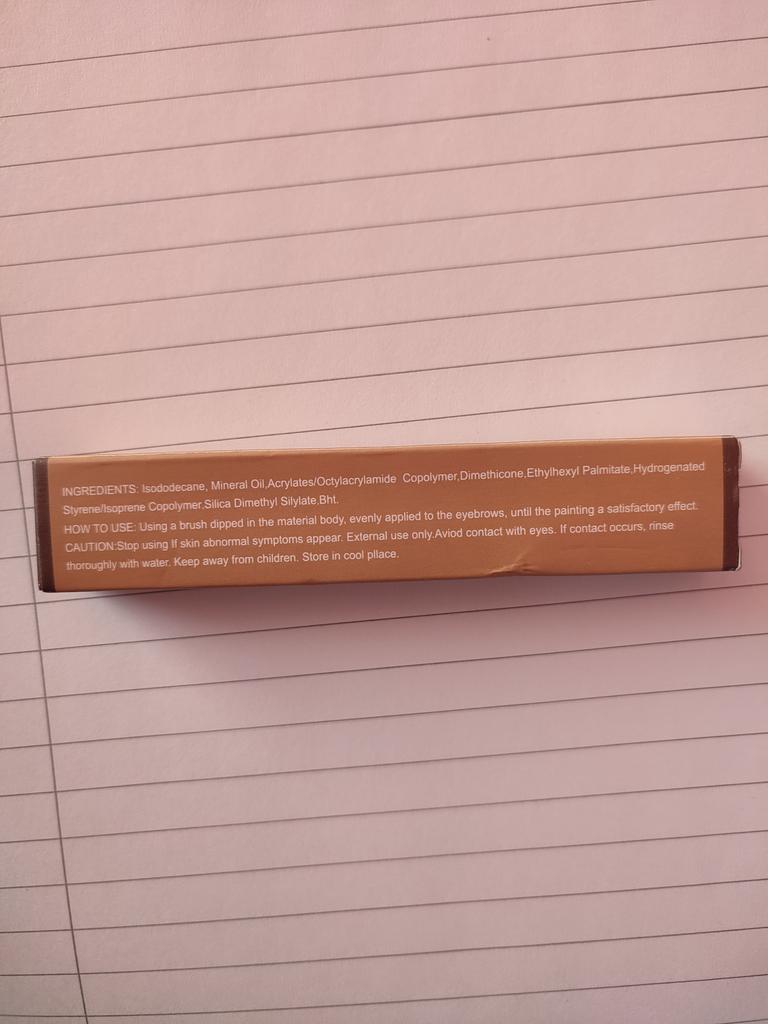 INGREDIENTS: Isododecane, Mineral Oil,Acrylates/Octylacrylamide Copolymer,Dimethicone,Ethylhexyl Palmitate,Hydrogenated
Styrene/Isoprene Copolymer,Silica Dimethyl Silylate,Bht.
HOW TO USE: Using a brush dipped in the material body, evenly applied to the eyebrows, until the painting a satisfactory effect.
CAUTION:Stop using If skin abnormal symptoms appear. External use only.Aviod contact with eyes. If contact occurs, rinse
thoroughly with water. Keep away from children. Store in cool pllace.